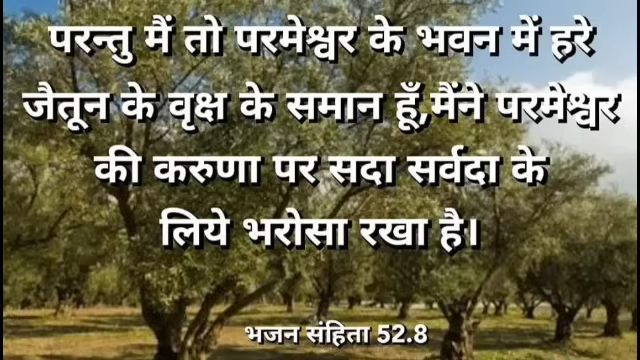 परन्तु मैं तो परमेश्वर के भवन में हरे
जैतून के वृक्ष के समान हूँ,मैंने परमेश्वर
की करुणा पर सदा सर्वदा के
लिये भरोसा रखा है।
भजन संहिता 52.8